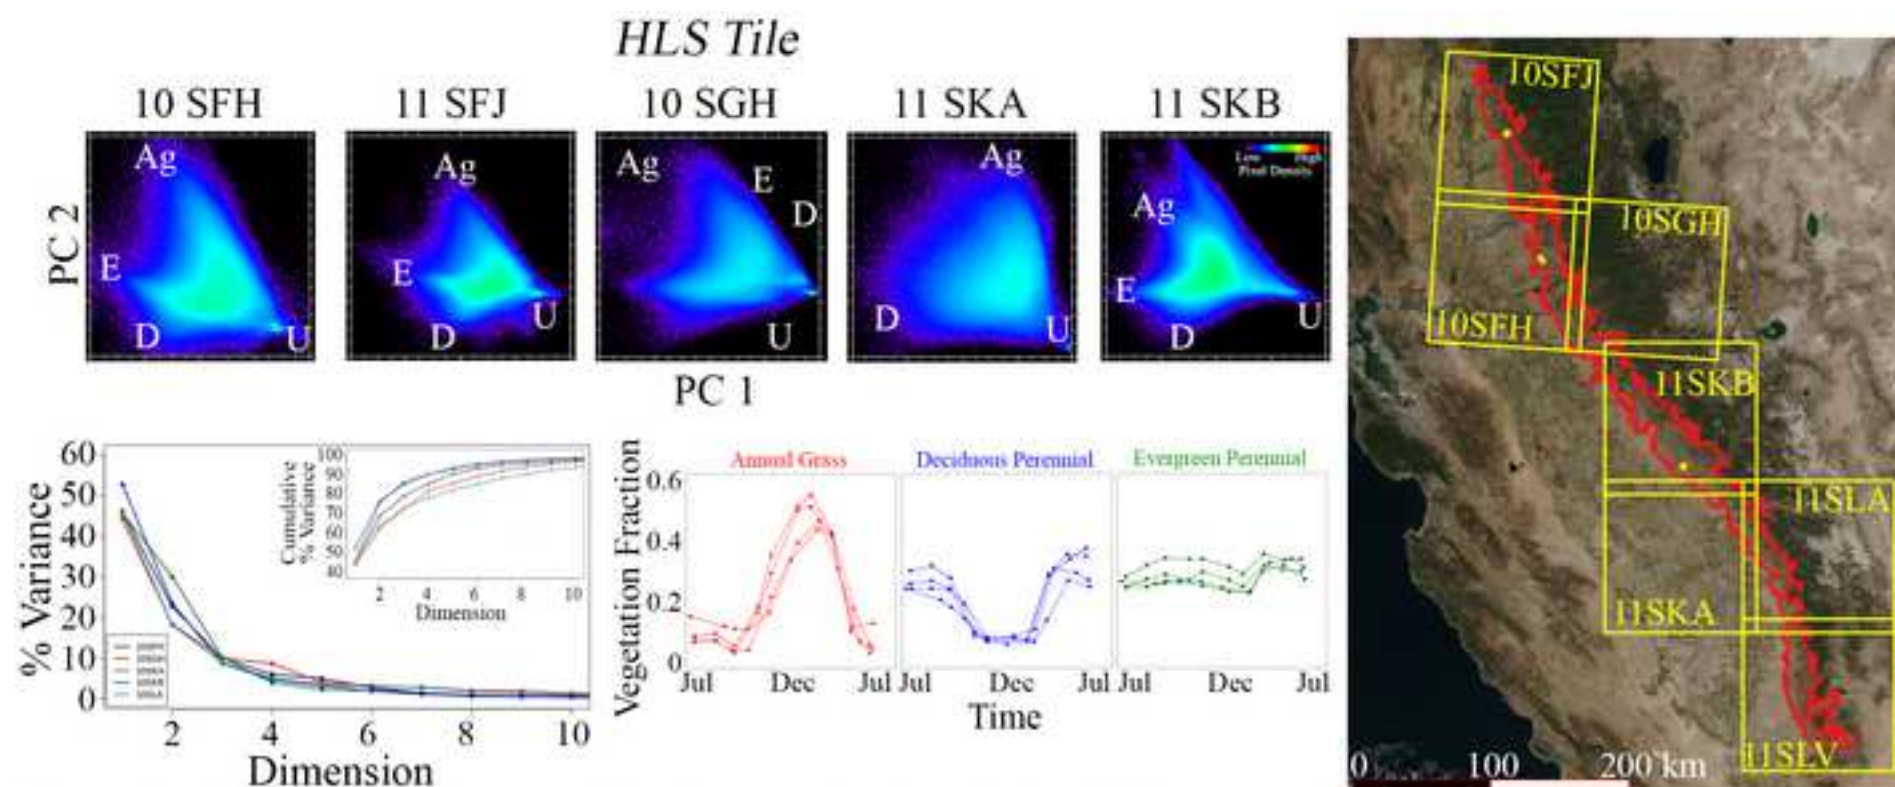 HLS Tile
10 SFH
11 SFJ
10 SGH
11 SKA
11 SKB
PC 2
Ag
E
D
U
Ag
E
D
U
Ag
E
D
U
Ag
D
U
Low High
Pixel Density
Ag
E
D
U
PC 1
% Variance
60
50
40
30
20
10
0
2
4
6
8
10
Dimension
Cumulative
% Variance
100
90
80
70
60
50
40
2
4
6
8
10
Dimension
Vegetation Fraction
0.6
0.4
0.2
0
Annual Grass
Deciduous Perennial
Evergreen Perennial
Jul
Dec
Jul
Jul
Dec
Jul
Jul
Dec
Jul
Time
10SFJ
10SGH
10SFH
11SKB
11SLA
11SKA
11SLV
0
100
200 km